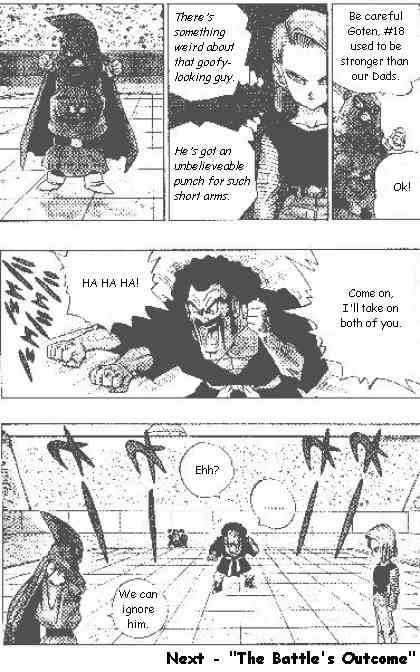 Be careful
Goten, #18
used to be
stronger than
our Dads.
Ok!
There's
something
weird about
that goofy-
looking guy.
He's got an
unbelieveable
punch for such
short arms.
Come on,
I'll take on
both of you.
HA HA HA!
......
Ehh?
We can
ignore
him.
Next - "The Battle's Outcome"